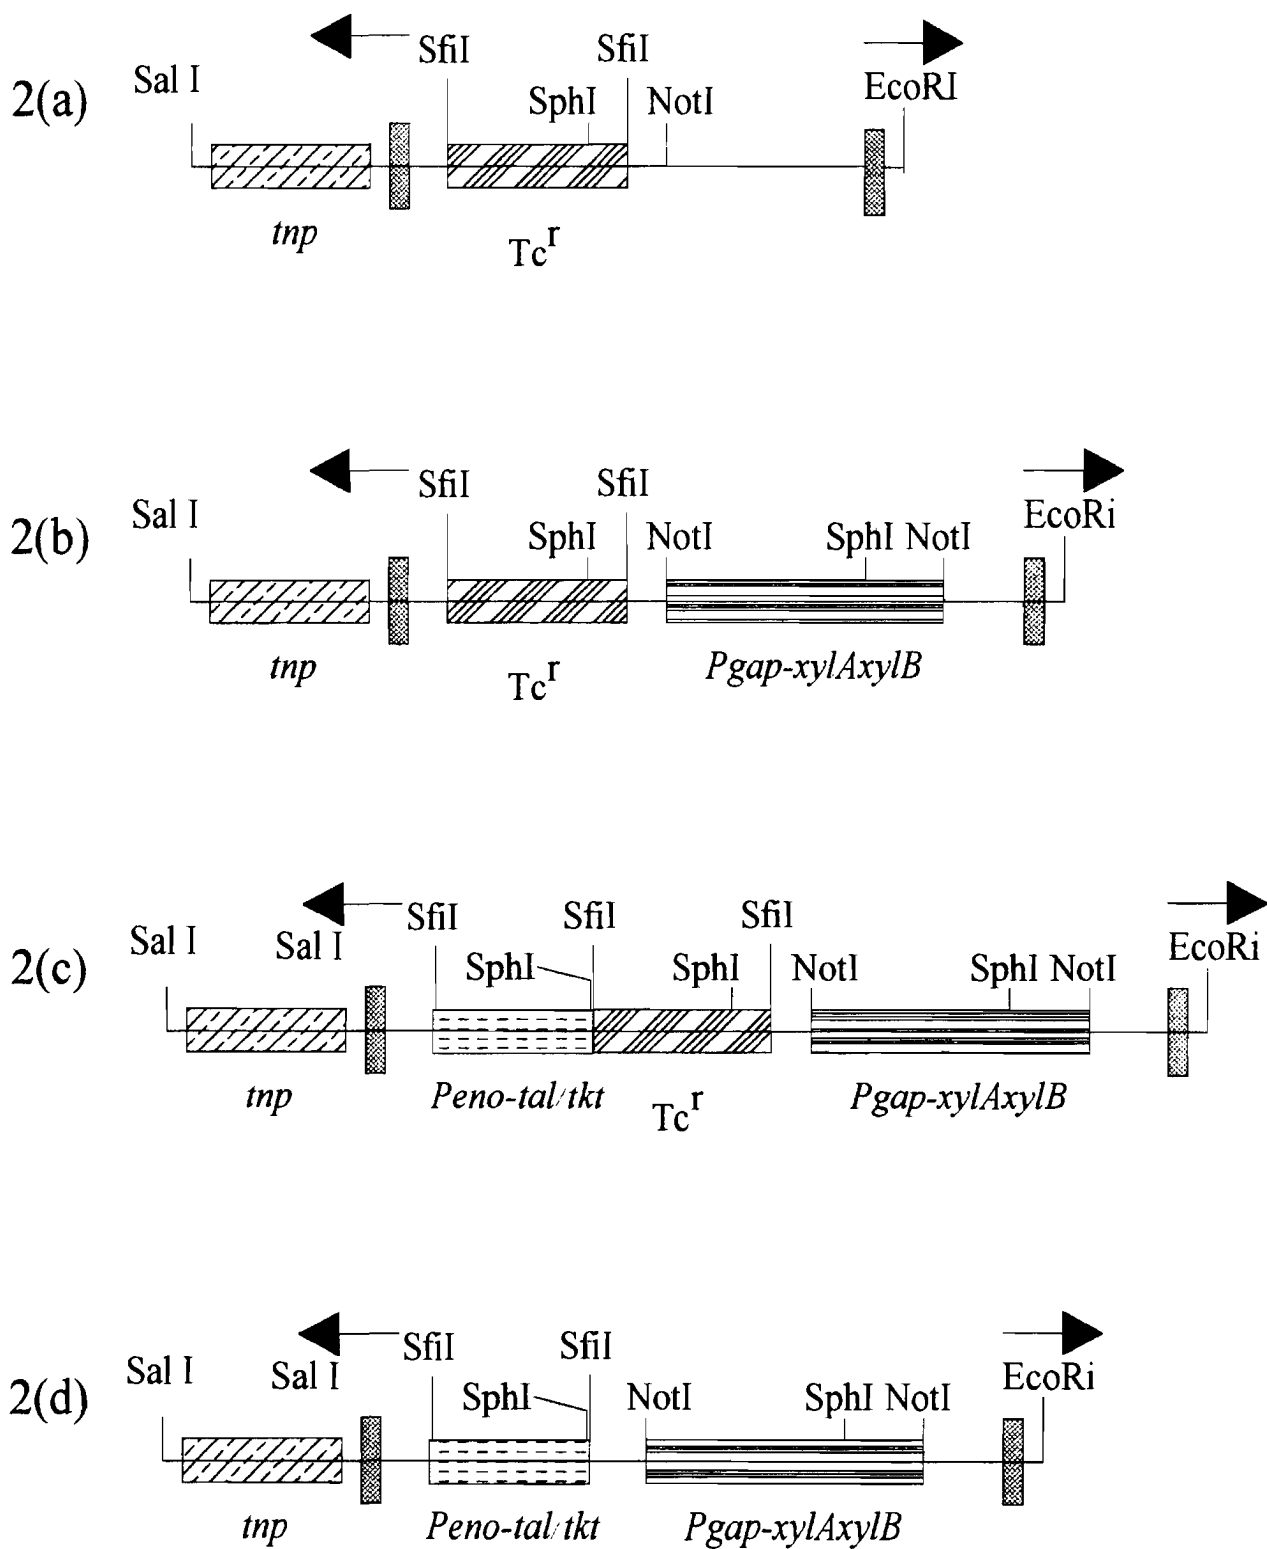 SfiI SfiI
Sal I SphI NotI EcoRI
2(a)
tnp Tc^r
SfiI SfiI
Sal I SphI NotI SphI NotI EcoRi
2(b)
tnp Tc^r Pgap-xylAxylB
SfiI SfiI SfiI
Sal I Sal I SphI SphI NotI SphI NotI EcoRi
2(c)
tnp Peno-tal/tkt Tc^r Pgap-xylAxylB
SfiI SfiI
Sal I Sal I SphI NotI SphI NotI EcoRi
2(d)
tnp Peno-tal/tkt Pgap-xylAxylB